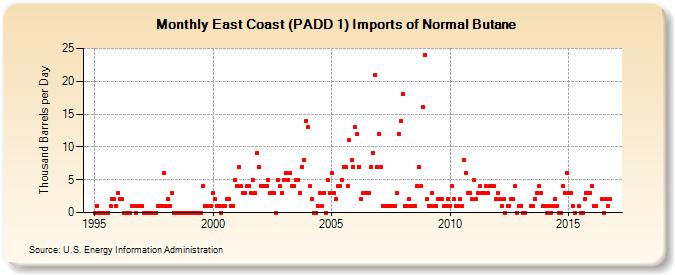 Monthly East Coast (PADD 1) Imports of Normal Butane
Thousand Barrels per Day
25
20
15
10
5
0
1995 2000 2005 2010 2015
Source: U.S. Energy Information Administration